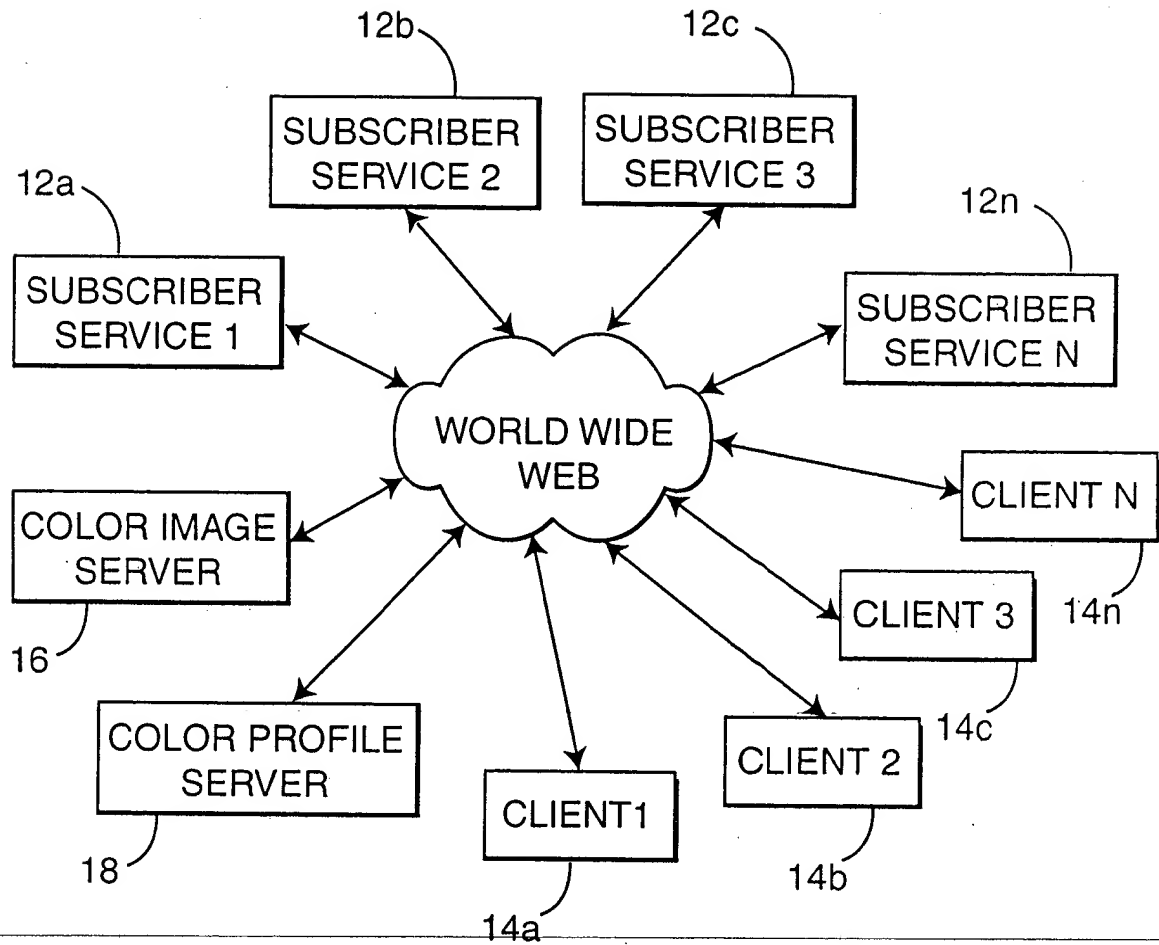 12b
12c
SUBSCRIBER
SERVICE 2
SUBSCRIBER
SERVICE 3
12a
12n
SUBSCRIBER
SERVICE 1
SUBSCRIBER
SERVICE N
WORLD WIDE
WEB
CLIENT N
COLOR IMAGE
SERVER
CLIENT 3
14n
16
14c
COLOR PROFILE
SERVER
CLIENT 2
CLIENT1
18
14b
14a